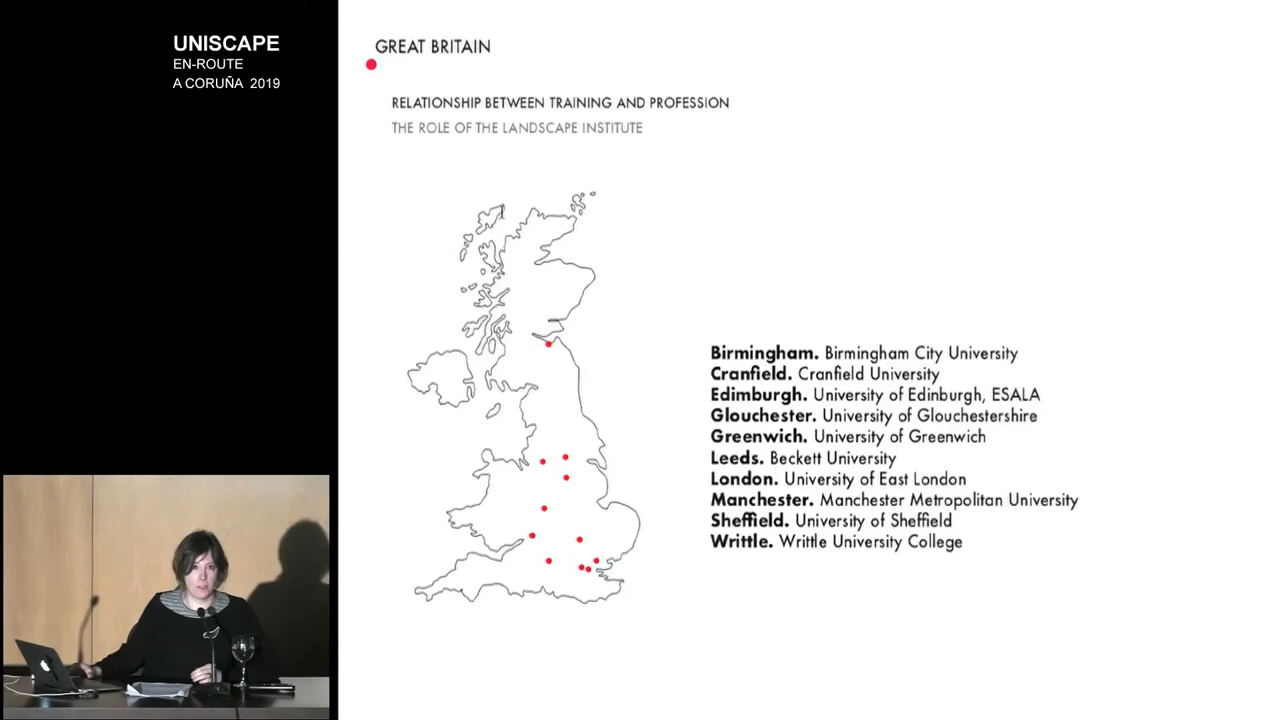 UNISCAPE
EN-ROUTE
A CORUÑA 2019
GREAT BRITAIN
RELATIONSHIP BETWEEN TRAINING AND PROFESSION
THE ROLE OF THE LANDSCAPE INSTITUTE
Birmingham. Birmingham City University
Cranfield. Cranfield University
Edimburgh. University of Edinburgh, ESALA
Glouchester. University of Glouchestershire
Greenwich. University of Greenwich
Leeds. Beckett University
London. University of East London
Manchester. Manchester Metropolitan University
Sheffield. University of Sheffield
Writtle. Writtle University College